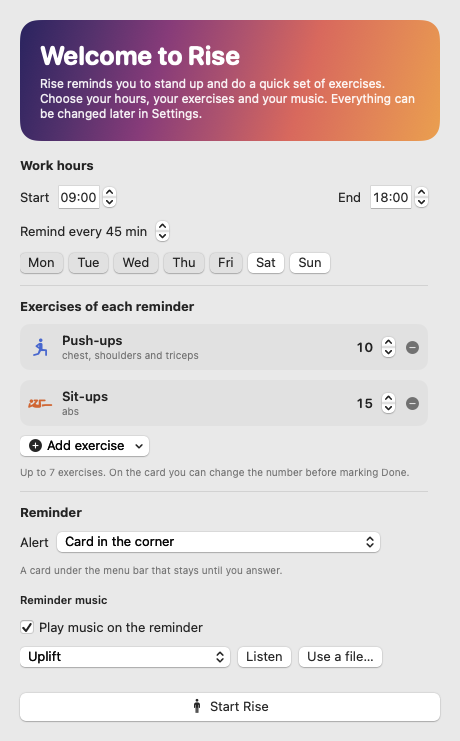 Welcome to Rise
Rise reminds you to stand up and do a quick set of exercises.
Choose your hours, your exercises and your music. Everything can
be changed later in Settings.
Work hours
Start 09:00 End 18:00
Remind every 45 min
Mon Tue Wed Thu Fri Sat Sun
Exercises of each reminder
Push-ups
chest, shoulders and triceps
10
Sit-ups
abs
15
Add exercise
Up to 7 exercises. On the card you can change the number before marking Done.
Reminder
Alert Card in the corner
A card under the menu bar that stays until you answer.
Reminder music
Play music on the reminder
Uplift Listen Use a file...
Start Rise